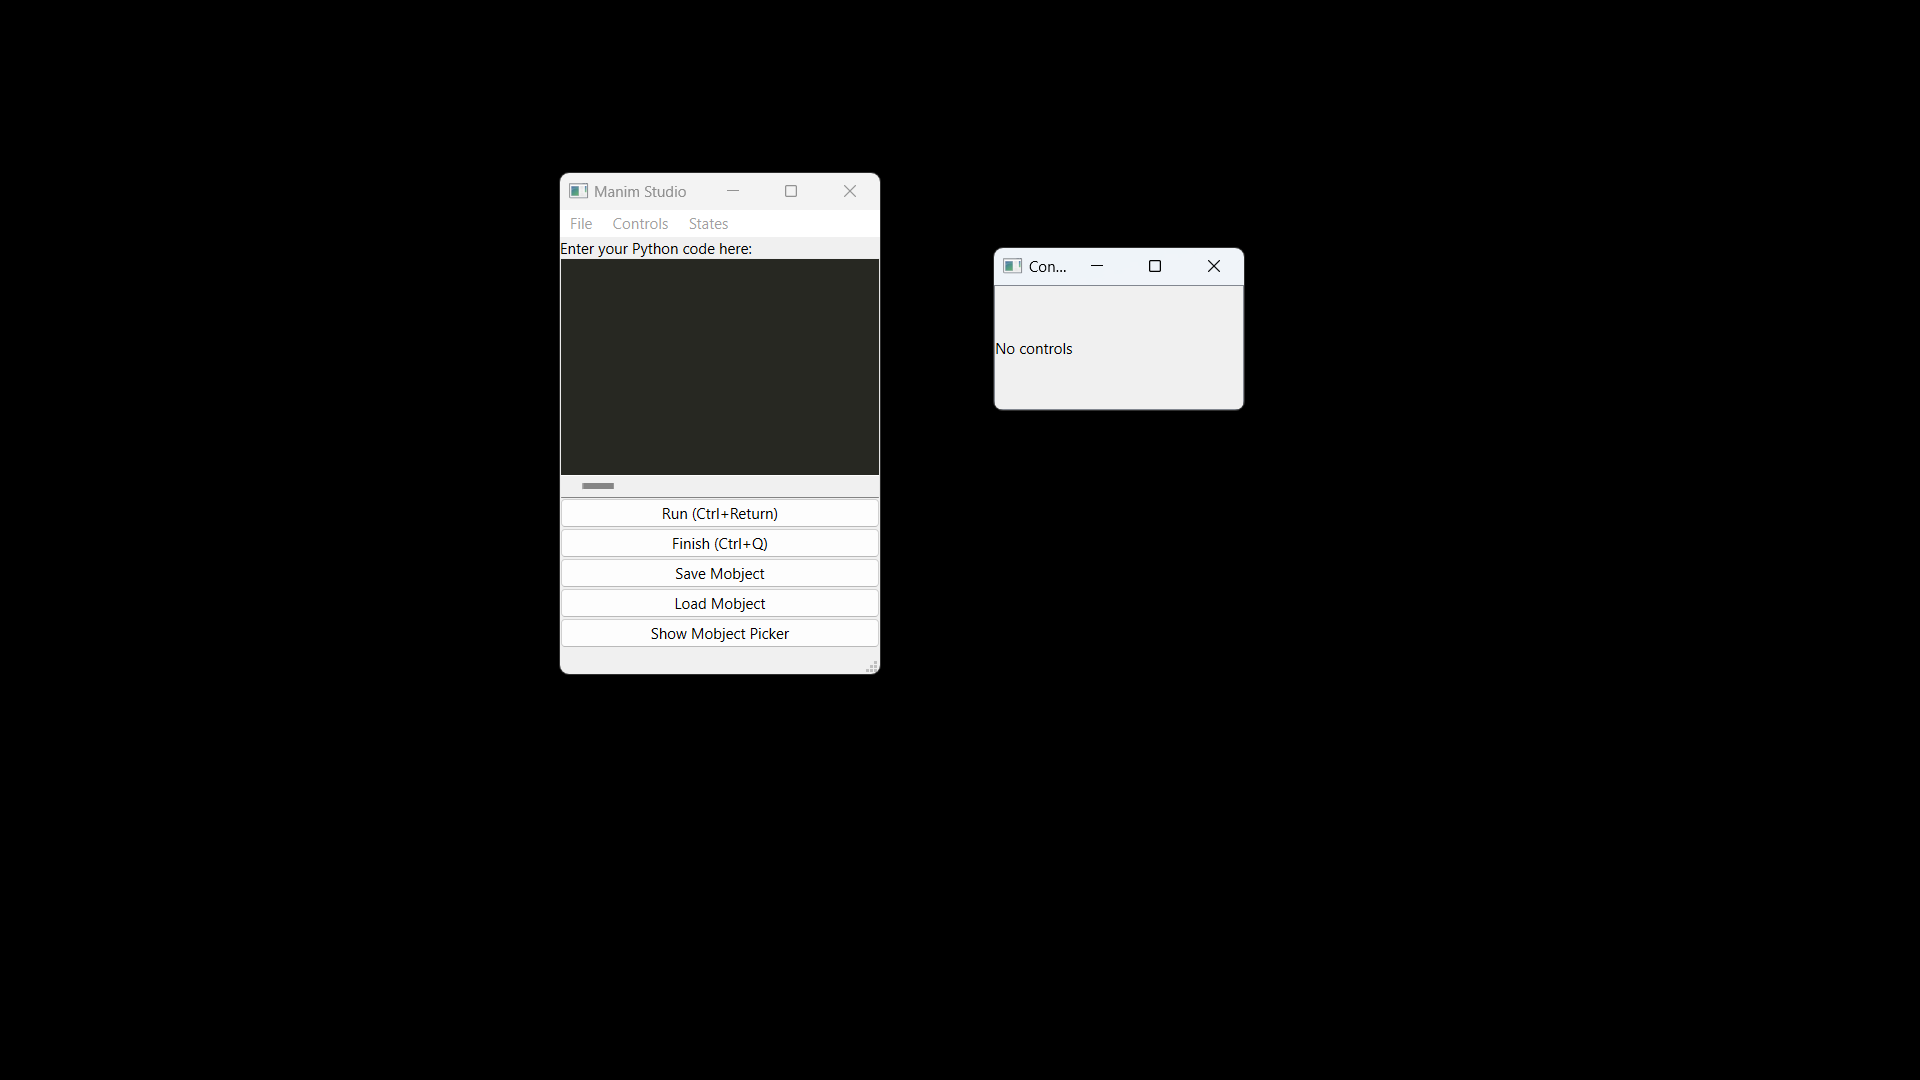 Manim Studio
File Controls States
Enter your Python code here:
Run (Ctrl+Return)
Finish (Ctrl+Q)
Save Mobject
Load Mobject
Show Mobject Picker
Con...
No controls